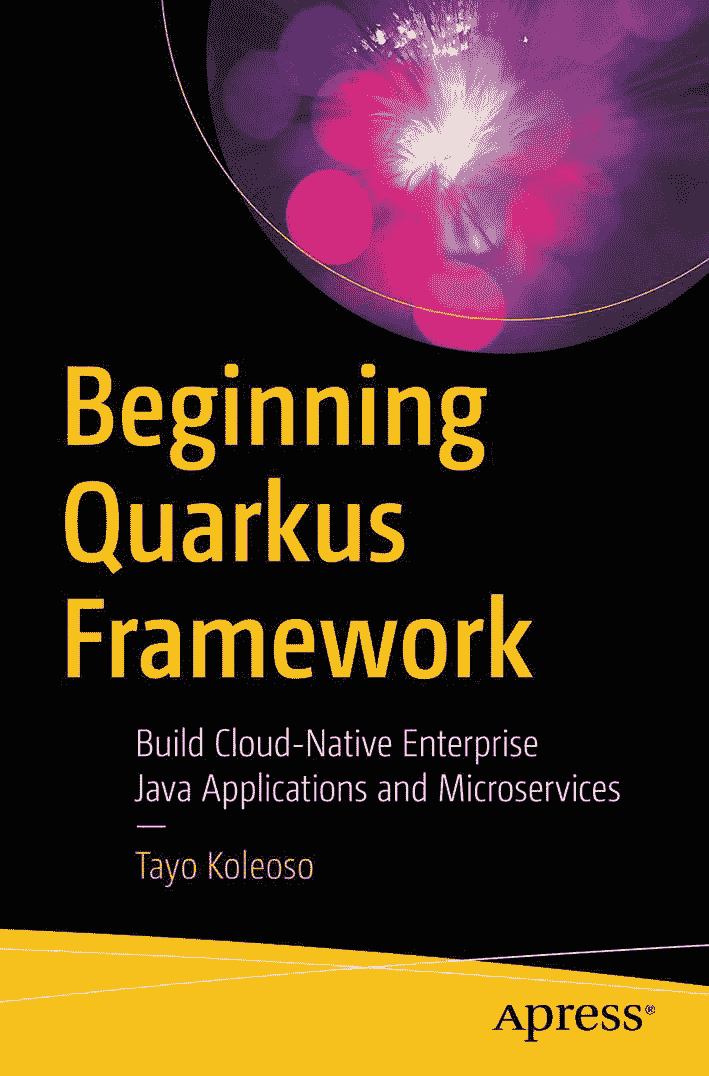 Beginning
Quarkus
Framework
Build Cloud-Native Enterprise
Java Applications and Microservices
Tayo Koleoso
Apress®